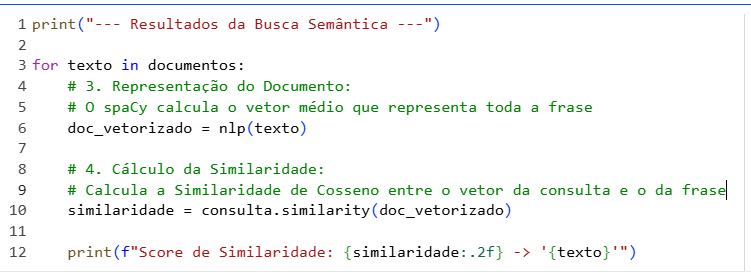 1 print("--- Resultados da Busca Semântica ---")
2
3 for texto in documentos:
4     # 3. Representação do Documento:
5     # O spaCy calcula o vetor médio que representa toda a frase
6     doc_vetorizado = nlp(texto)
7
8     # 4. Cálculo da Similaridade:
9     # Calcula a Similaridade de Cosseno entre o vetor da consulta e o da frase
10     similaridade = consulta.similarity(doc_vetorizado)
11
12     print(f"Score de Similaridade: {similaridade:.2f} -> '{texto}'")